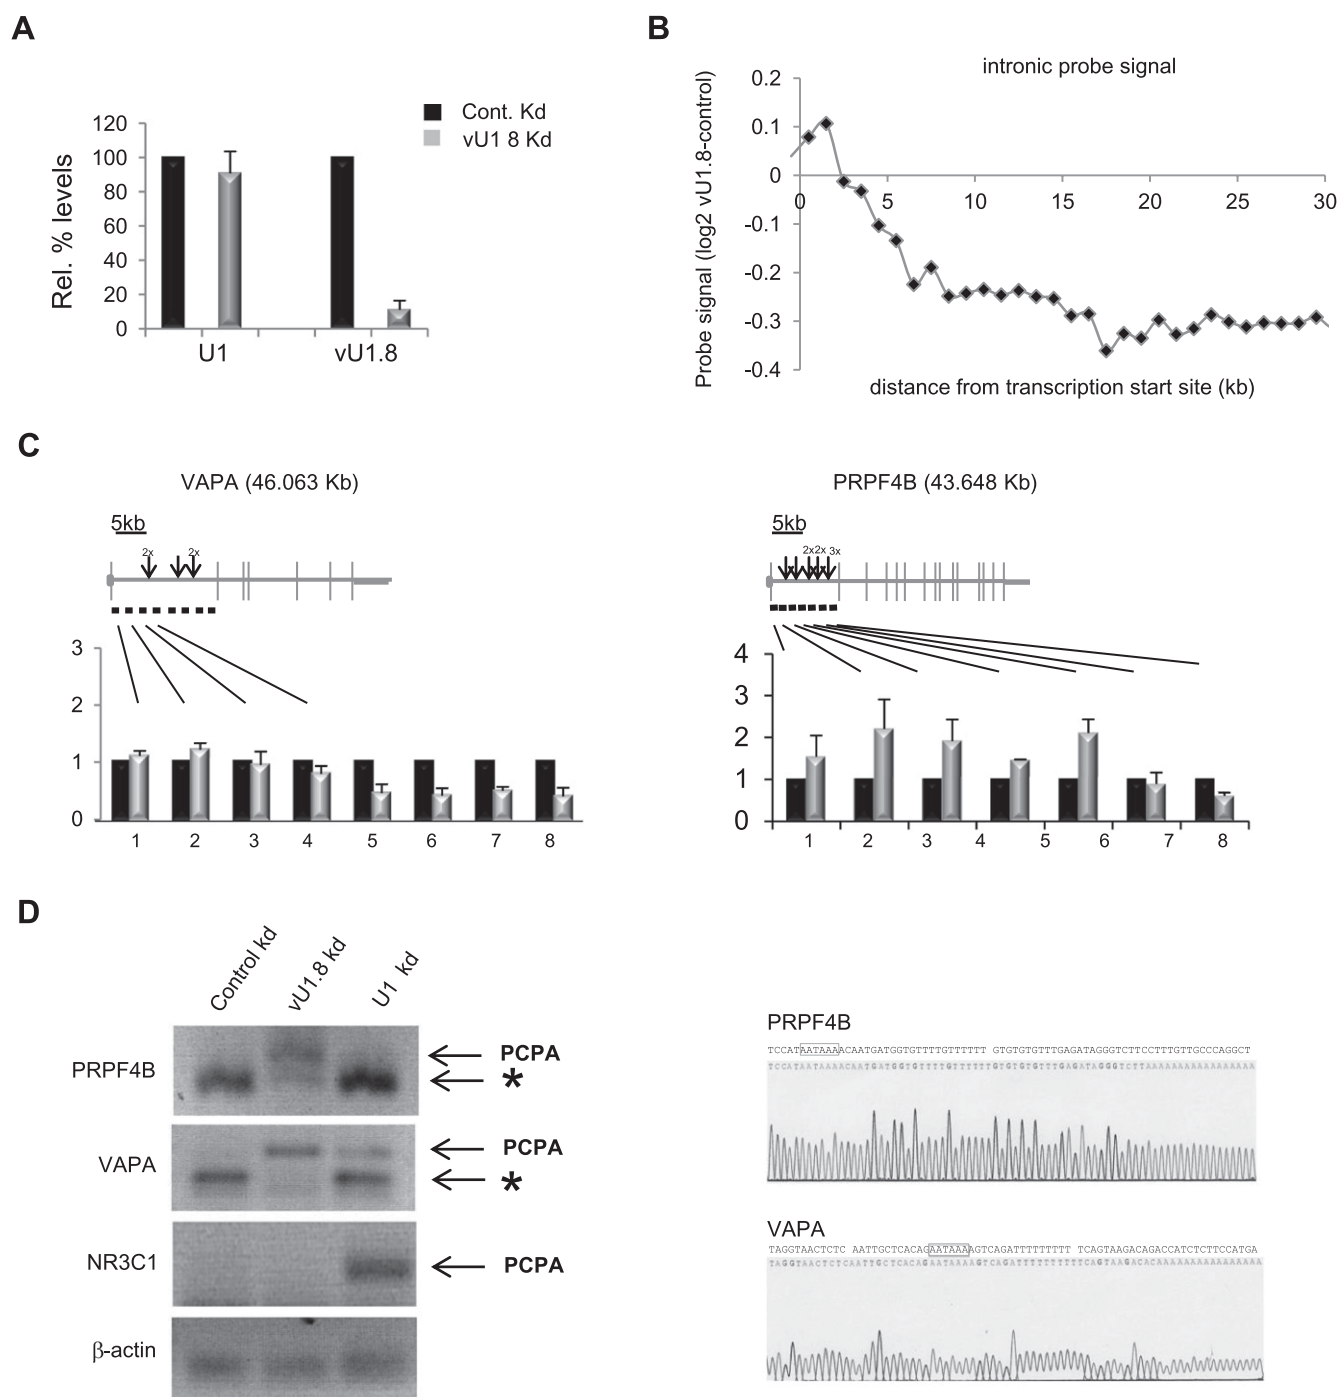 A
Cont. Kd
vU1 8 Kd
Rel. % levels
120
100
80
60
40
20
0
U1
vU1.8
B
intronic probe signal
Probe signal (log2 vU1.8-control)
0.2
0.1
0
-0.1
-0.2
-0.3
-0.4
0 5 10 15 20 25 30
distance from transcription start site (kb)
C
VAPA (46.063 Kb)
5kb
2x 2x
3
2
1
0
1 2 3 4 5 6 7 8
PRPF4B (43.648 Kb)
5kb
2x 2x 3x
4
3
2
1
0
1 2 3 4 5 6 7 8
D
Control kd
vU1.8 kd
U1 kd
PRPF4B
PCPA
*
VAPA
PCPA
*
NR3C1
PCPA
β-actin
PRPF4B
TCCATAATAAAACAATGATGGTGTTTTGTTTTTT GTGTGTGTTTGAGATAGGGTCTTCCTTTGTTGCCCAGGCT
TCCATAATAAAACAATGATGGTGTTTTGTTTTTTGTGTGTGTTTGAGATAGGGTCTTAAAAAAAAAAAAAAAAAA
VAPA
TAGGTAACTCTC AATTGCTCACAGAATAAAAGTCAGATTTTTTTTT TCAGTAAGACAGACCATCTCTTCCATGA
TAGGTAACTCTCAATTGCTCACAGAATAAAAGTCAGATTTTTTTTTTCAGTAAGACACAAAAAAAAAAAAAAAAA